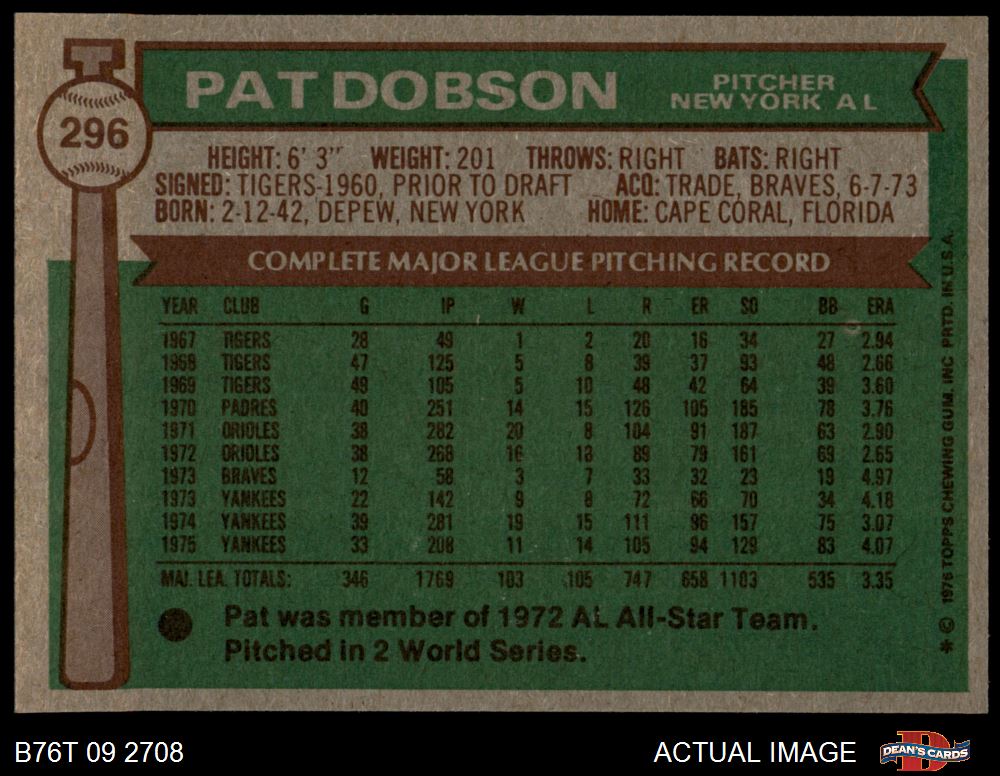 T
296
PAT DOBSON
PITCHER
NEW YORK A L
HEIGHT: 6' 3" WEIGHT: 201 THROWS: RIGHT BATS: RIGHT
SIGNED: TIGERS-1960, PRIOR TO DRAFT ACQ: TRADE, BRAVES, 6-7-73
BORN: 2-12-42, DEPEW, NEW YORK HOME: CAPE CORAL, FLORIDA
COMPLETE MAJOR LEAGUE PITCHING RECORD
YEAR CLUB G IP W L R ER SO BB ERA
1967 TIGERS 28 49 1 2 20 16 34 27 2.94
1968 TIGERS 47 125 5 8 39 37 93 48 2.66
1969 TIGERS 49 105 5 10 48 42 64 39 3.60
1970 PADRES 40 251 14 15 126 105 185 78 3.76
1971 ORIOLES 38 282 20 8 104 91 187 63 2.90
1972 ORIOLES 38 268 16 18 89 79 161 69 2.65
1973 BRAVES 12 58 3 7 33 32 23 19 4.97
1973 YANKEES 22 142 9 8 72 66 70 34 4.18
1974 YANKEES 39 281 19 15 111 96 157 75 3.07
1975 YANKEES 33 208 11 14 105 94 129 83 4.07
MAJ. LEA. TOTALS: 346 1769 103 105 747 658 1103 535 3.35
Pat was member of 1972 AL All-Star Team.
Pitched in 2 World Series.
* © 1976 TOPPS CHEWING GUM, INC PRTD. IN U.S.A.
B76T 09 2708
ACTUAL IMAGE
D
DEAN'S CARDS